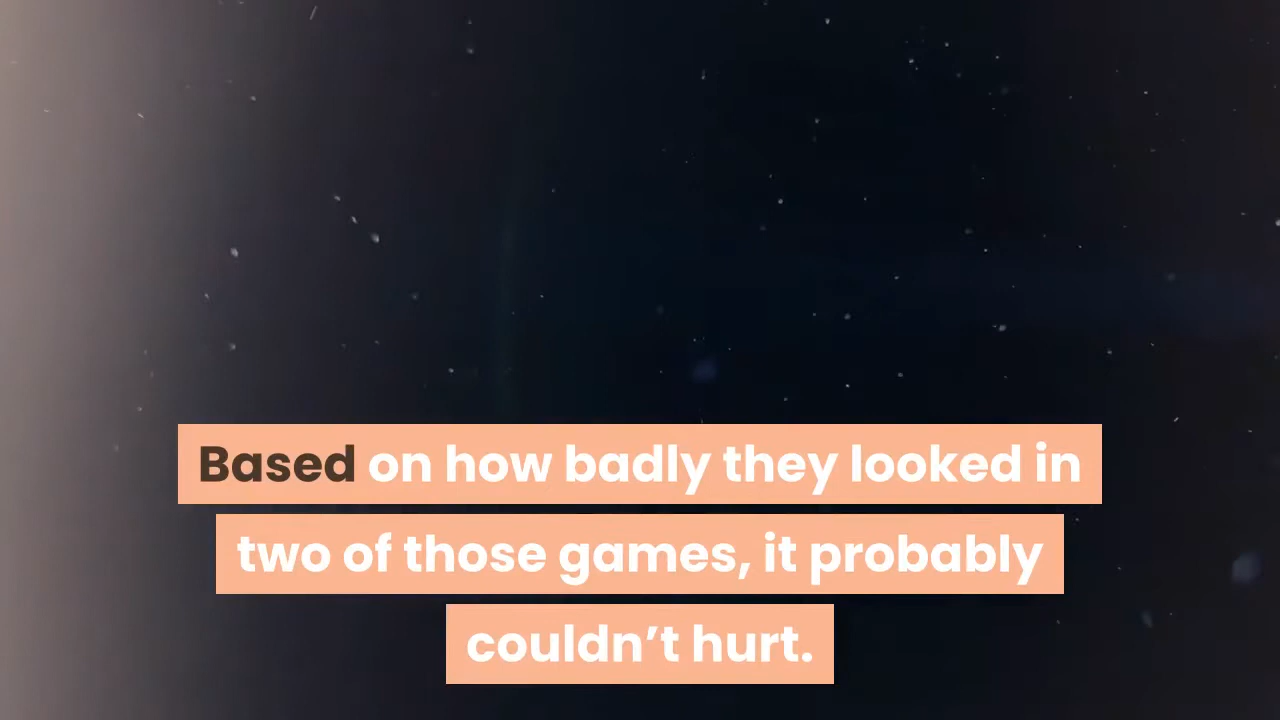 Based on how badly they looked in
two of those games, it probably
couldn’t hurt.